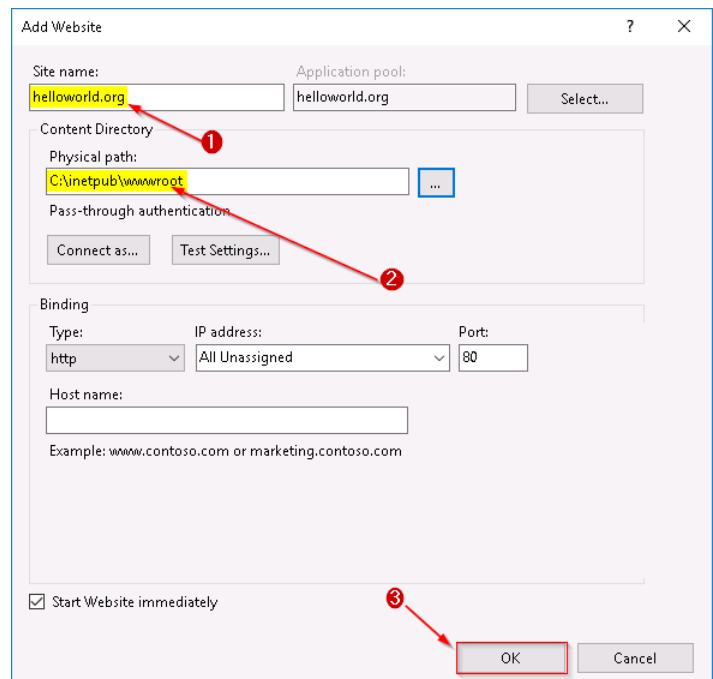 Add Website ? ×
Site name: Application pool:
helloworld.org helloworld.org Select...
1
Content Directory
Physical path:
C:\inetpub\wwwroot ...
Pass-through authentication
Connect as... Test Settings...
2
Binding
Type: IP address: Port:
http All Unassigned 80
Host name:
Example: www.contoso.com or marketing.contoso.com
Start Website immediately
3
OK Cancel